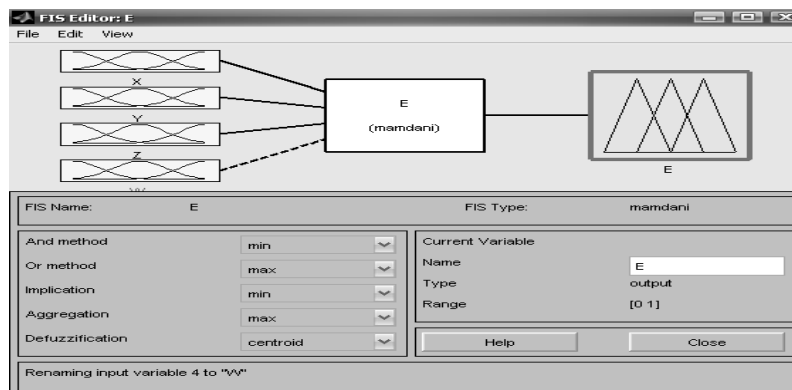 FIS Editor: E
File Edit View
X
Y
Z
E
(mamdani)
E
FIS Name: E FIS Type: mamdani
And method min
Or method max
Implication min
Aggregation max
Defuzzification centroid
Current Variable
Name E
Type output
Range [0 1]
Help Close
Renaming input variable 4 to "W"